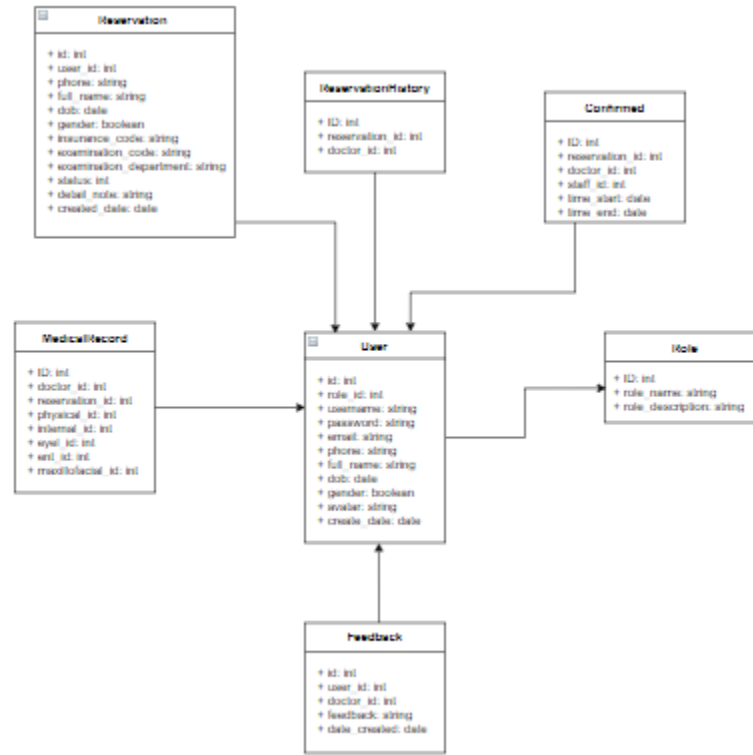 Reservation
+ id: int
+ user_id: int
+ phone: string
+ full_name: string
+ dob: date
+ gender: boolean
+ insurance_code: string
+ examination_code: string
+ examination_department: string
+ status: int
+ detail_note: string
+ created_date: date
ReservationHistory
+ ID: int
+ reservation_id: int
+ doctor_id: int
Confirmed
+ ID: int
+ reservation_id: int
+ doctor_id: int
+ staff_id: int
+ time_start: date
+ time_end: date
MedicalRecord
+ ID: int
+ doctor_id: int
+ reservation_id: int
+ physical_id: int
+ internal_id: int
+ eyel_id: int
+ ent_id: int
+ maxillofacial_id: int
User
+ id: int
+ role_id: int
+ username: string
+ password: string
+ email: string
+ phone: string
+ full_name: string
+ dob: date
+ gender: boolean
+ avatar: string
+ create_date: date
Role
+ ID: int
+ role_name: string
+ role_description: string
Feedback
+ id: int
+ user_id: int
+ doctor_id: int
+ feedback: string
+ date_created: date